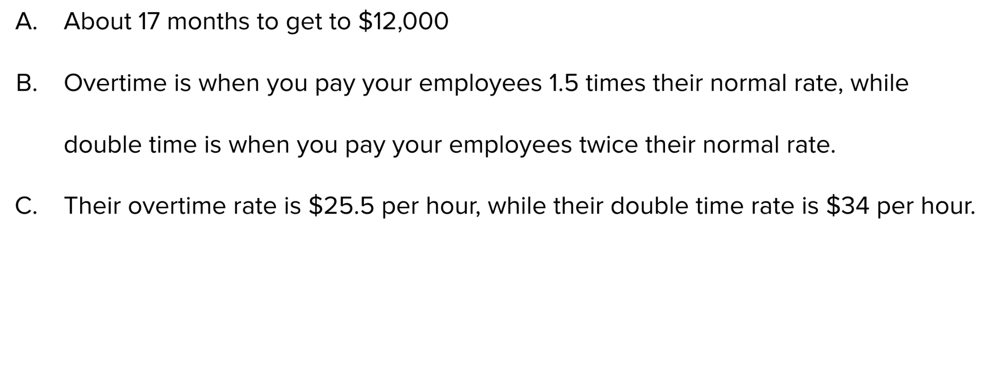 A. About 17 months to get to $12,000
B. Overtime is when you pay your employees 1.5 times their normal rate, while
double time is when you pay your employees twice their normal rate.
C. Their overtime rate is $25.5 per hour, while their double time rate is $34 per hour.